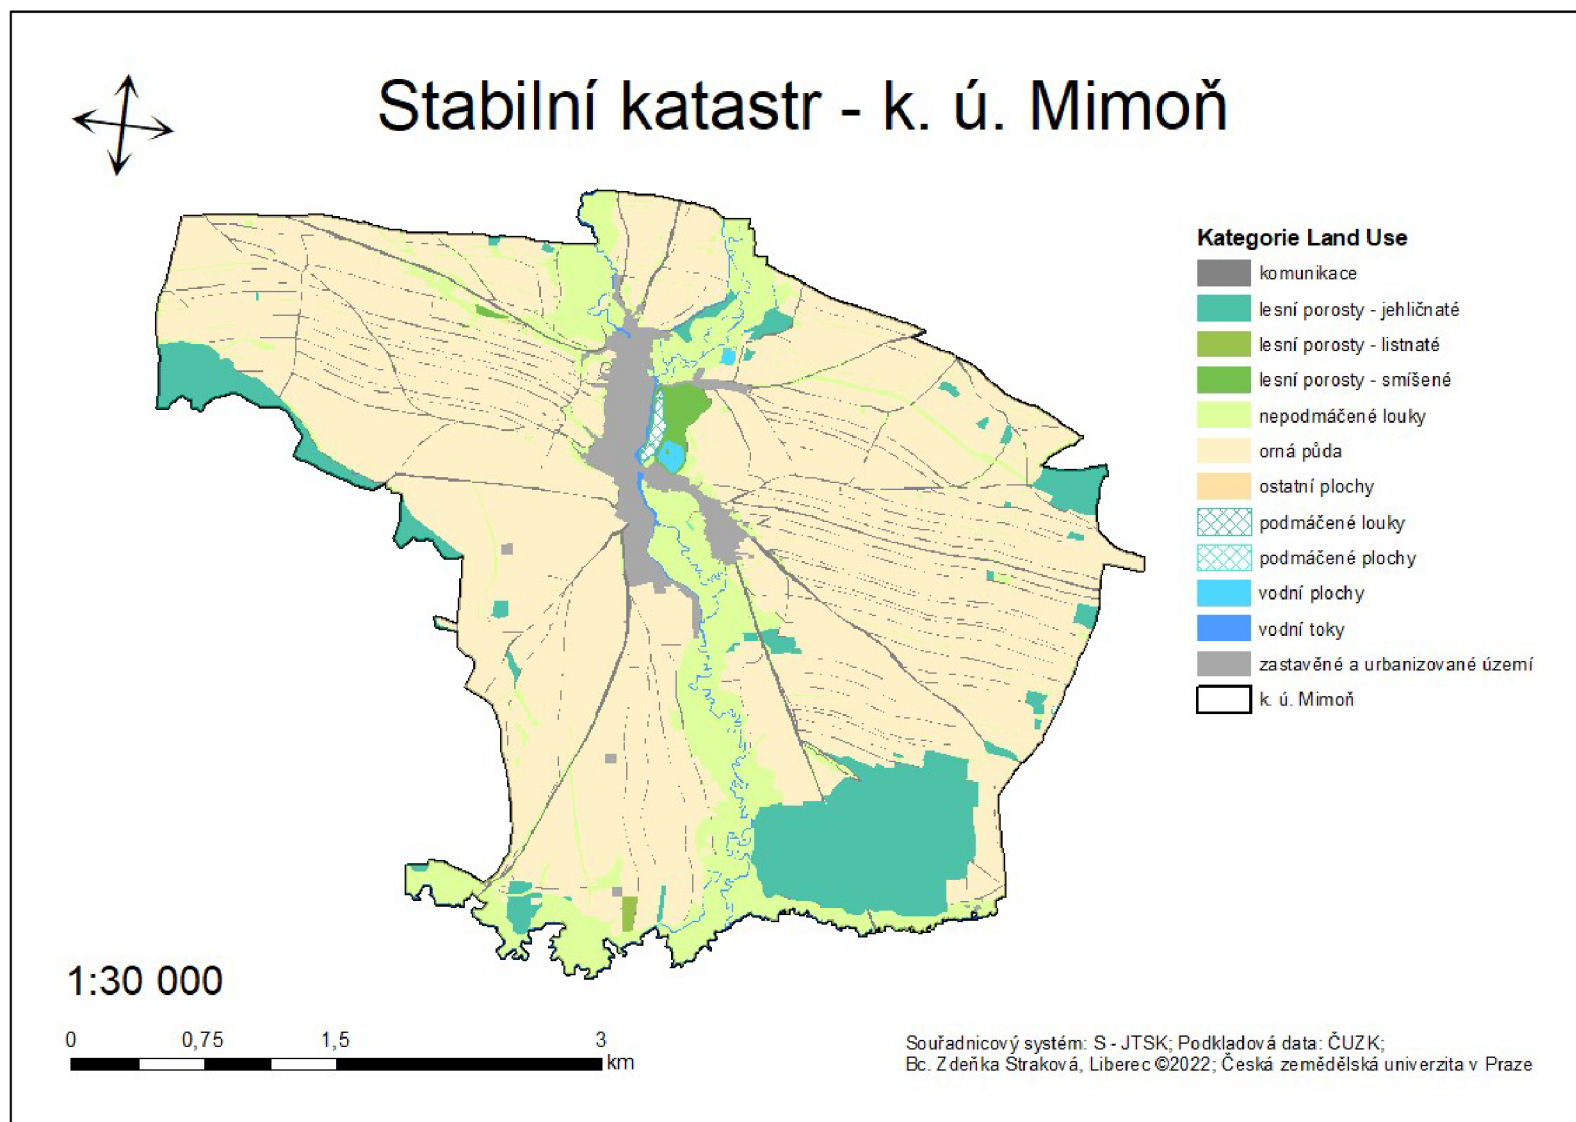 Stabilní katastr - k. ú. Mimoň
Kategorie Land Use
komunikace
lesní porosty - jehličnaté
lesní porosty - listnaté
lesní porosty - smíšené
nepodmáčené louky
orná půda
ostatní plochy
podmáčené louky
podmáčené plochy
vodní plochy
vodní toky
zastavěné a urbanizované území
k. ú. Mimoň
1:30 000
0 0,75 1,5 3
km
Souřadnicový systém: S - JTSK; Podkladová data: ČUZK;
Bc. Zdeňka Straková, Liberec ©2022; Česká zemědělská univerzita v Praze